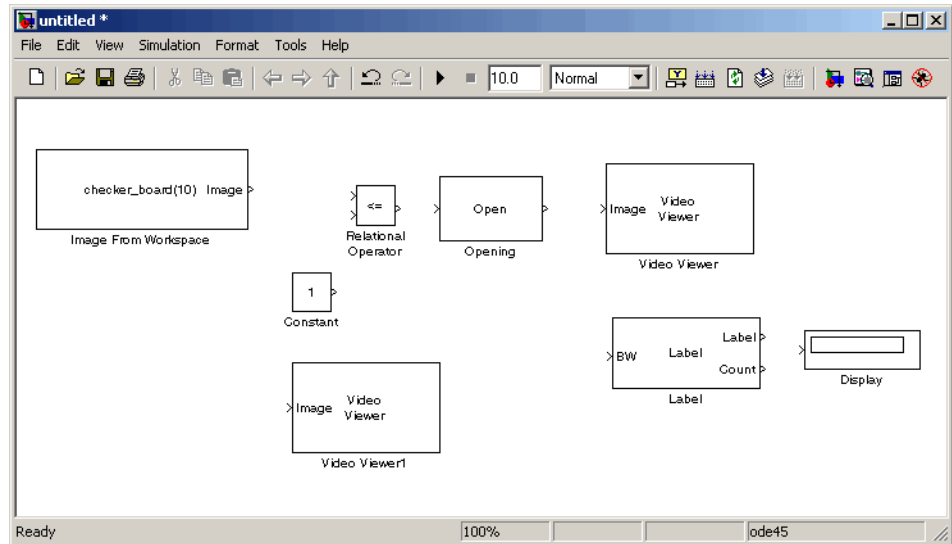 untitled *
File Edit View Simulation Format Tools Help
10.0 Normal
checker_board(10) Image
Image From Workspace
<=
Relational
Operator
Open
Opening
Image Video
Viewer
Video Viewer
1
Constant
Label
BW Label
Count
Label
Display
Image Video
Viewer
Video Viewer1
Ready 100% ode45